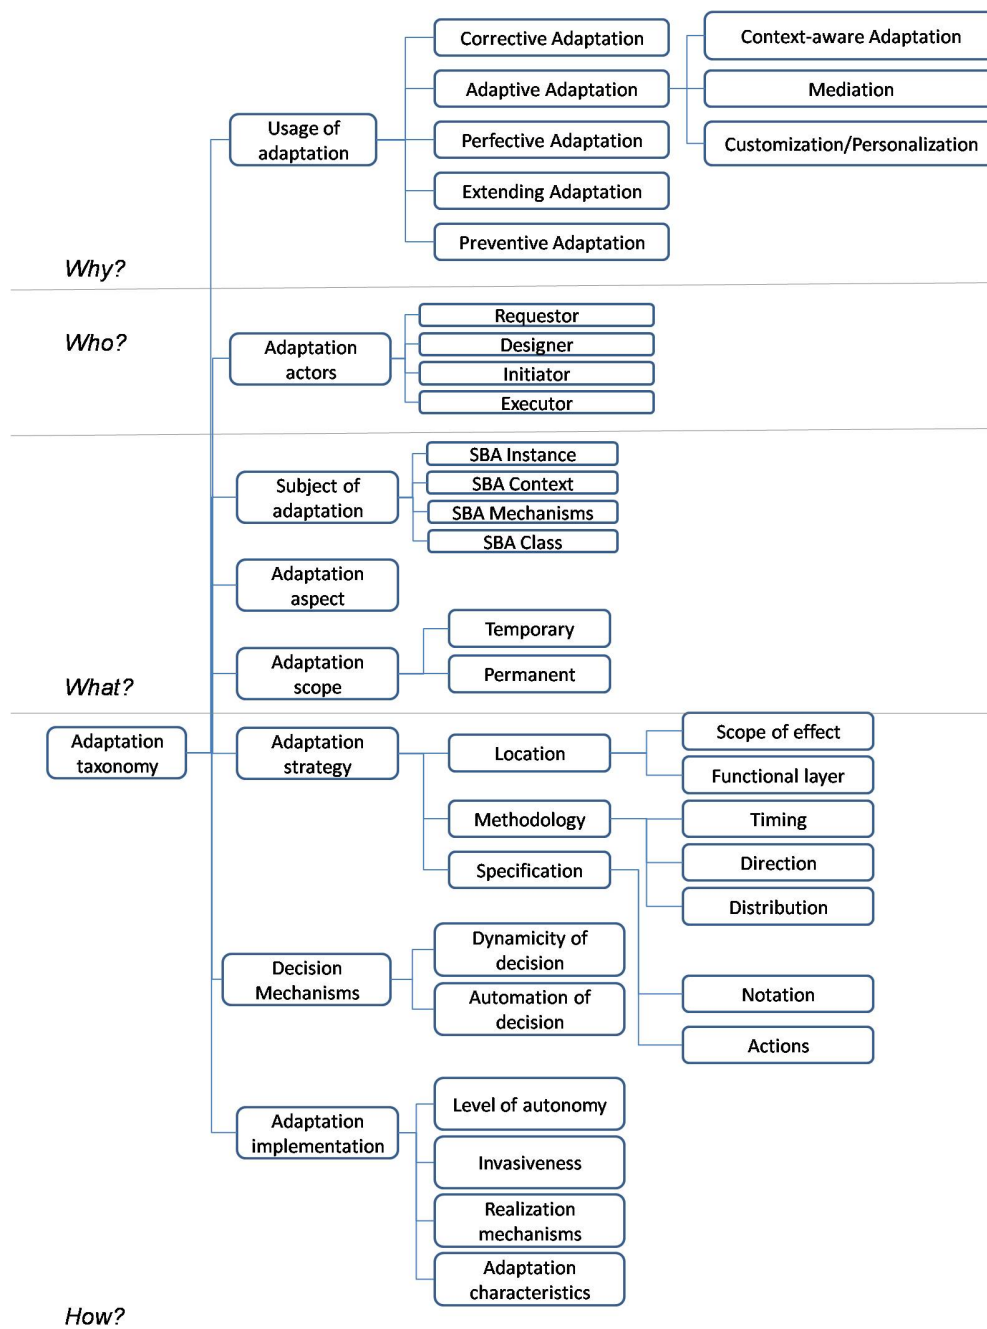 Corrective Adaptation
Context-aware Adaptation
Adaptive Adaptation
Mediation
Usage of
adaptation
Perfective Adaptation
Customization/Personalization
Extending Adaptation
Preventive Adaptation
Why?
Who?
Adaptation
actors
Requestor
Designer
Initiator
Executor
Subject of
adaptation
SBA Instance
SBA Context
SBA Mechanisms
SBA Class
Adaptation
aspect
Adaptation
scope
Temporary
Permanent
What?
Adaptation
taxonomy
Adaptation
strategy
Location
Scope of effect
Functional layer
Methodology
Timing
Direction
Distribution
Specification
Notation
Actions
Decision
Mechanisms
Dynamicity of
decision
Automation of
decision
Adaptation
implementation
Level of autonomy
Invasiveness
Realization
mechanisms
Adaptation
characteristics
How?